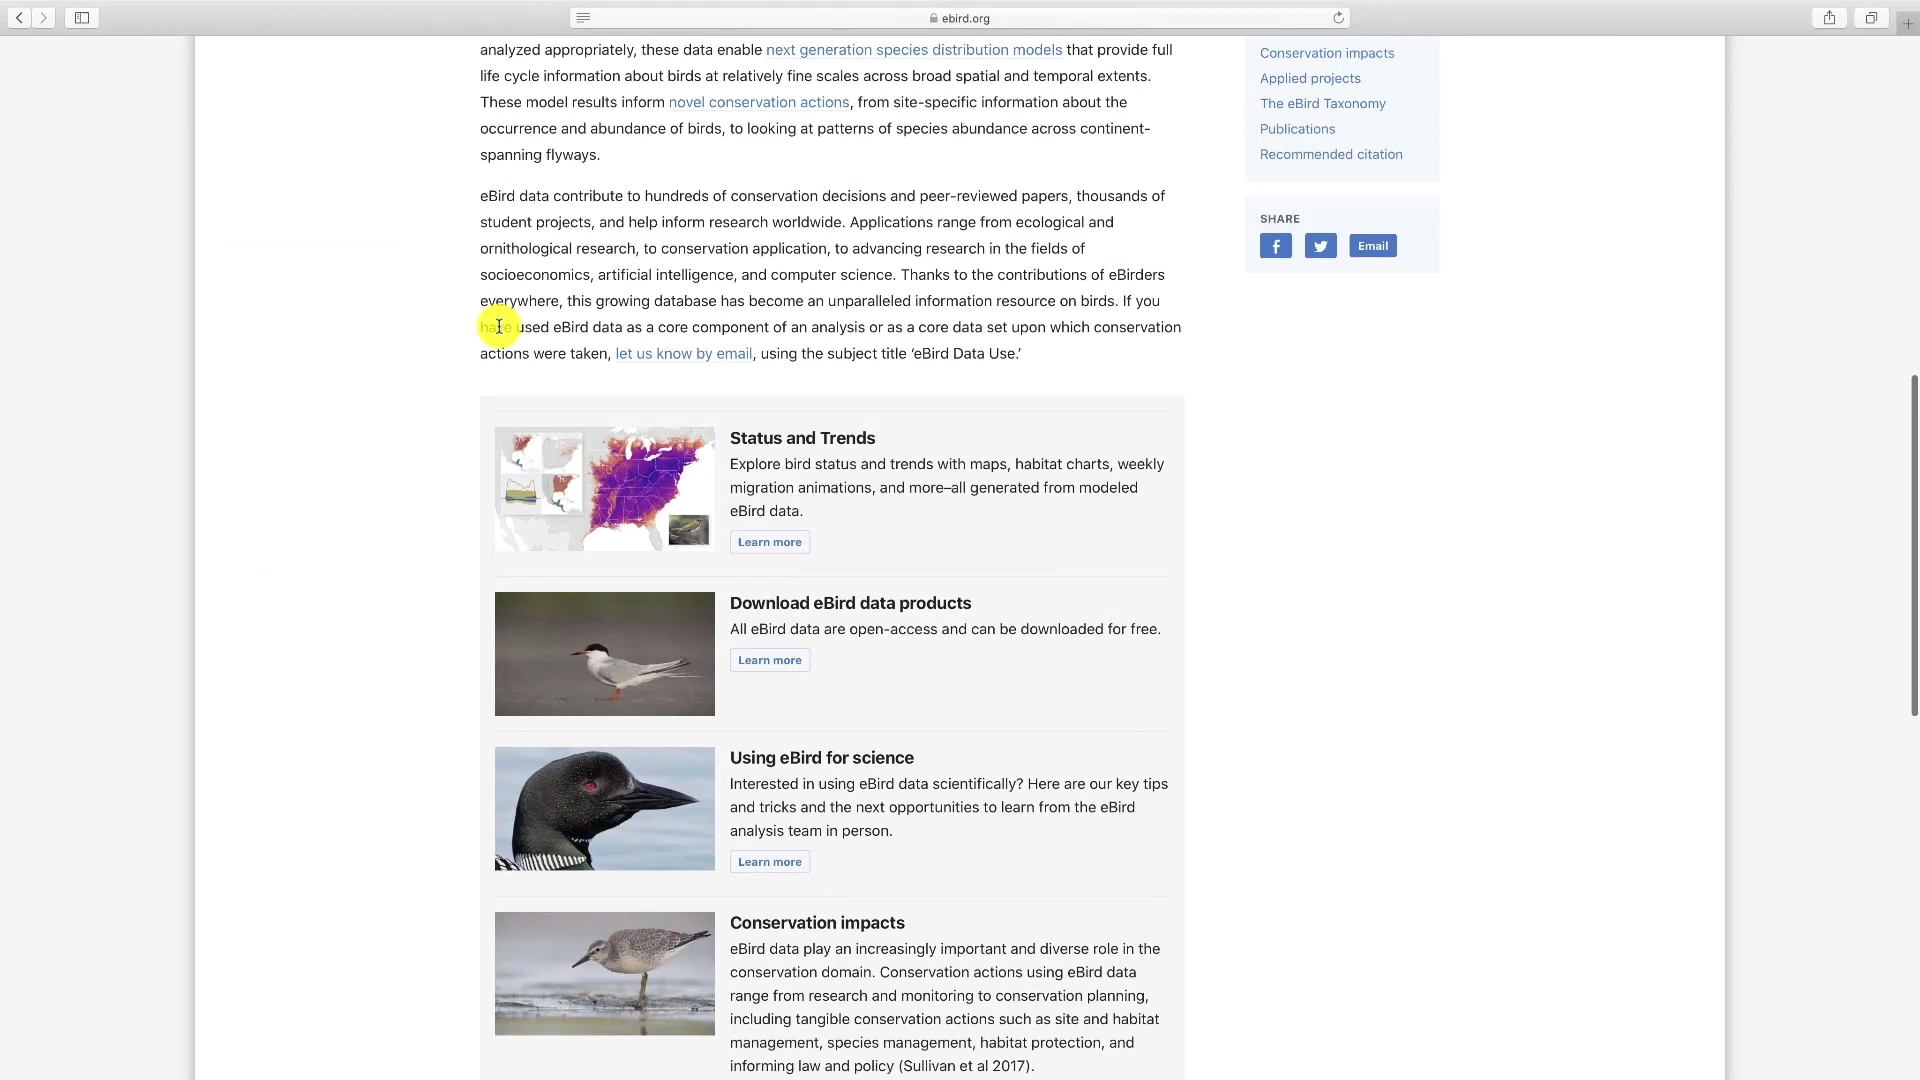 ebird.org
analyzed appropriately, these data enable next generation species distribution models that provide full
life cycle information about birds at relatively fine scales across broad spatial and temporal extents.
These model results inform novel conservation actions, from site-specific information about the
occurrence and abundance of birds, to looking at patterns of species abundance across continent-
spanning flyways.
eBird data contribute to hundreds of conservation decisions and peer-reviewed papers, thousands of
student projects, and help inform research worldwide. Applications range from ecological and
ornithological research, to conservation application, to advancing research in the fields of
socioeconomics, artificial intelligence, and computer science. Thanks to the contributions of eBirders
everywhere, this growing database has become an unparalleled information resource on birds. If you
have used eBird data as a core component of an analysis or as a core data set upon which conservation
actions were taken, let us know by email, using the subject title ‘eBird Data Use.’
Status and Trends
Explore bird status and trends with maps, habitat charts, weekly
migration animations, and more–all generated from modeled
eBird data.
Learn more
Download eBird data products
All eBird data are open-access and can be downloaded for free.
Learn more
Using eBird for science
Interested in using eBird data scientifically? Here are our key tips
and tricks and the next opportunities to learn from the eBird
analysis team in person.
Learn more
Conservation impacts
eBird data play an increasingly important and diverse role in the
conservation domain. Conservation actions using eBird data
range from research and monitoring to conservation planning,
including tangible conservation actions such as site and habitat
management, species management, habitat protection, and
informing law and policy (Sullivan et al 2017).
Conservation impacts
Applied projects
The eBird Taxonomy
Publications
Recommended citation
SHARE
Email